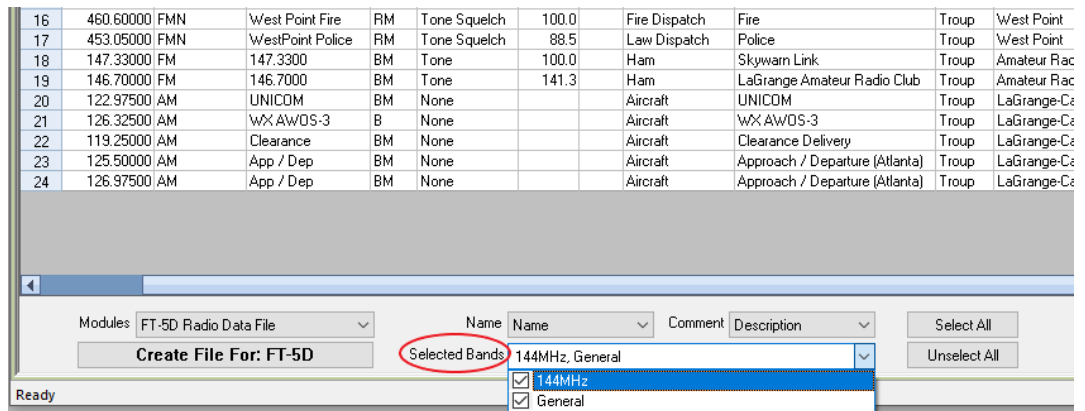 16 460.60000 FMN West Point Fire RM Tone Squelch 100.0 Fire Dispatch Fire Troup West Point
17 453.05000 FMN WestPoint Police RM Tone Squelch 88.5 Law Dispatch Police Troup West Point
18 147.33000 FM 147.3300 BM Tone 100.0 Ham Skywarn Link Troup Amateur Rac
19 146.70000 FM 146.7000 BM Tone 141.3 Ham LaGrange Amateur Radio Club Troup Amateur Rac
20 122.97500 AM UNICOM BM None Aircraft UNICOM Troup LaGrange-Ca
21 126.32500 AM WX AWOS-3 B None Aircraft WX AWOS-3 Troup LaGrange-Ca
22 119.25000 AM Clearance BM None Aircraft Clearance Delivery Troup LaGrange-Ca
23 125.50000 AM App / Dep BM None Aircraft Approach / Departure (Atlanta) Troup LaGrange-Ca
24 126.97500 AM App / Dep BM None Aircraft Approach / Departure (Atlanta) Troup LaGrange-Ca
Modules FT-5D Radio Data File Name Name Comment Description Select All
Create File For: FT-5D Selected Bands 144MHz, General Unselect All
144MHz
Ready General